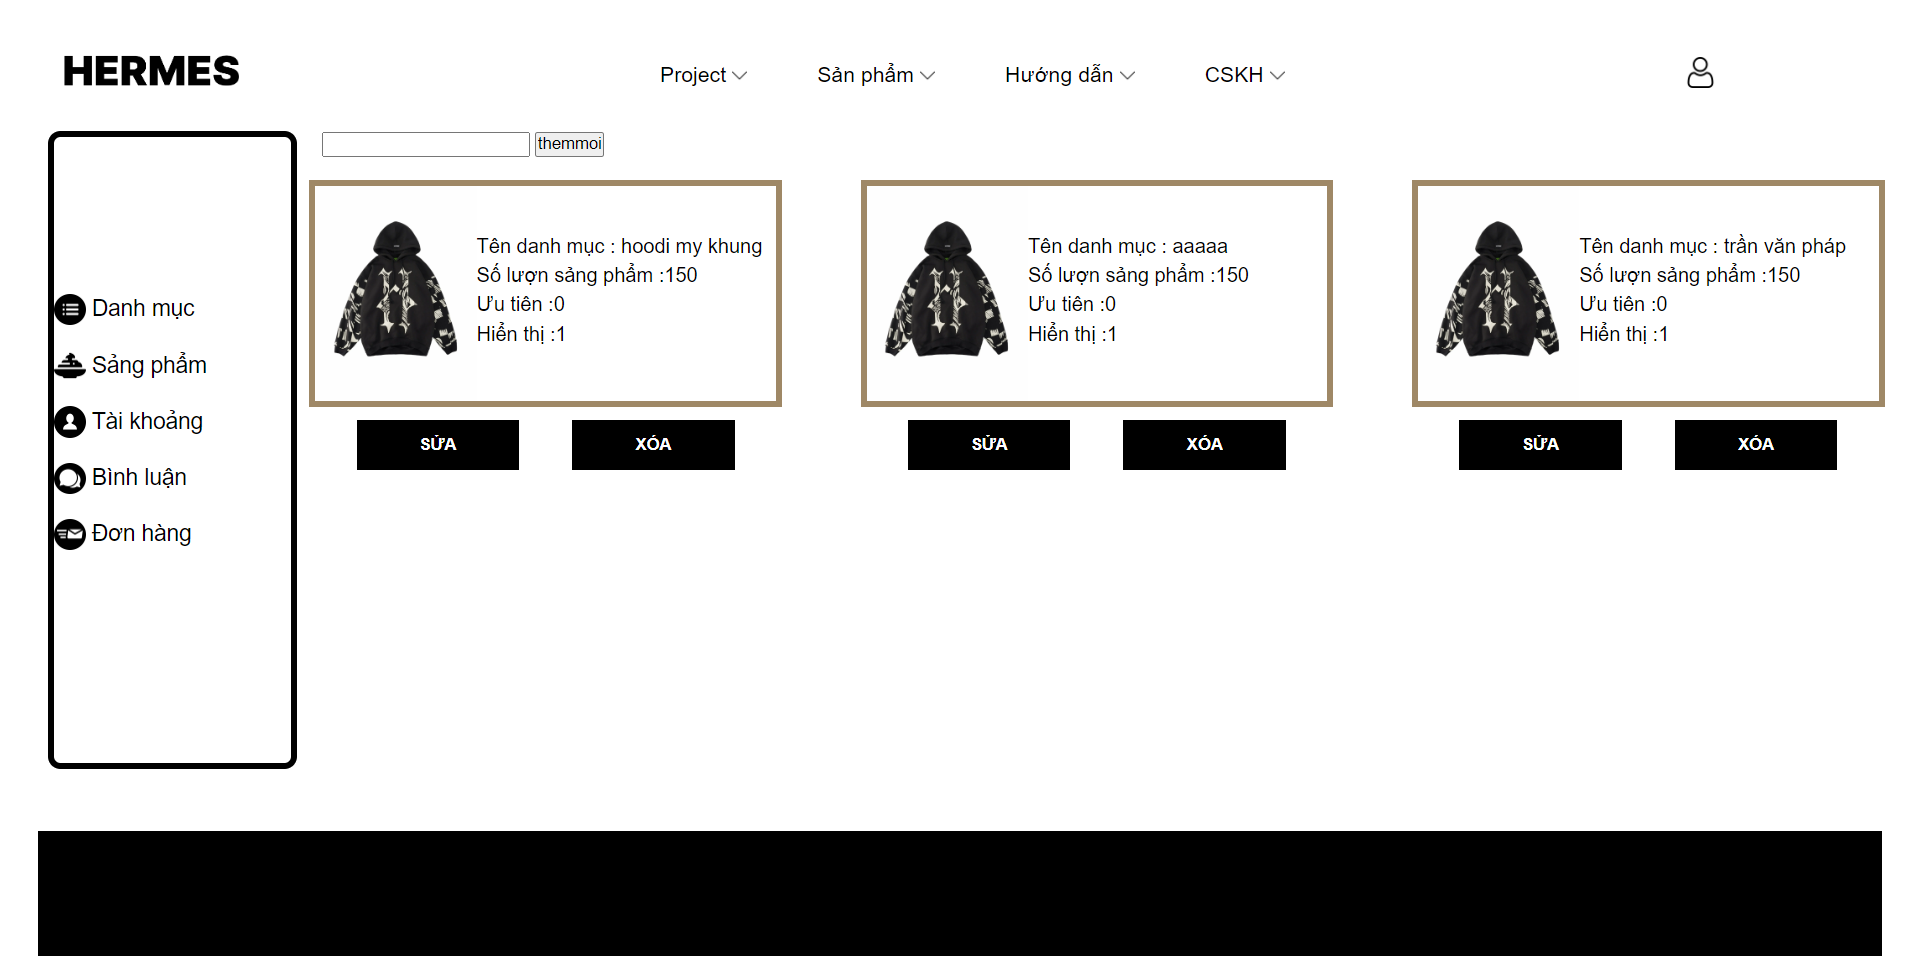 HERMES
Project
Sản phẩm
Hướng dẫn
CSKH
themmoi
Danh mục
Sảng phẩm
Tài khoảng
Bình luận
Đơn hàng
Tên danh mục : hoodi my khung
Số lượn sảng phẩm :150
Ưu tiên :0
Hiển thị :1
SỬA
XÓA
Tên danh mục : aaaaa
Số lượn sảng phẩm :150
Ưu tiên :0
Hiển thị :1
SỬA
XÓA
Tên danh mục : trần văn pháp
Số lượn sảng phẩm :150
Ưu tiên :0
Hiển thị :1
SỬA
XÓA